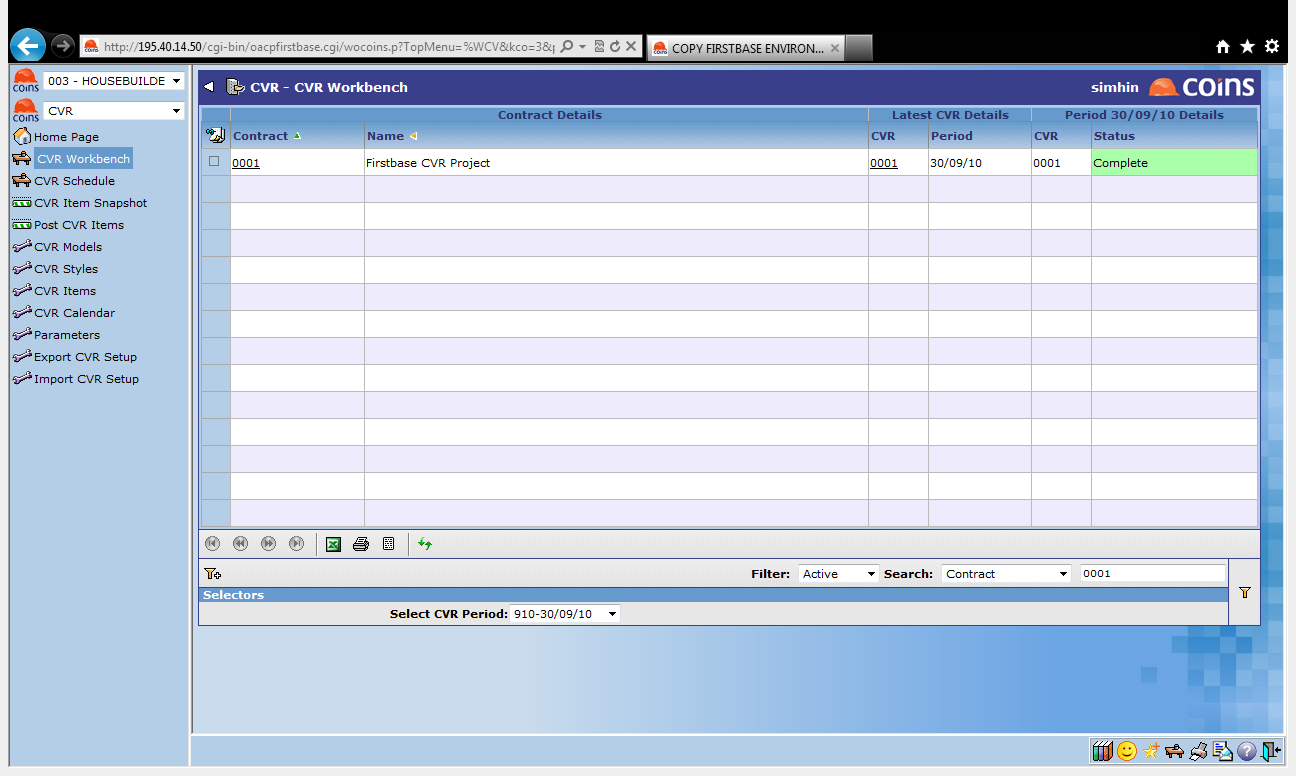 http://195.40.14.50/cgi-bin/oacpfirstbase.cgi/wocoins.p?TopMenu=%WCV&kco=3&
COPY FIRSTBASE ENVIRON...
coins
003 - HOUSEBUILDE
coins
CVR
Home Page
CVR Workbench
CVR Schedule
CVR Item Snapshot
Post CVR Items
CVR Models
CVR Styles
CVR Items
CVR Calendar
Parameters
Export CVR Setup
Import CVR Setup
CVR - CVR Workbench
simhin
coins
Contract Details Latest CVR Details Period 30/09/10 Details
Contract Name CVR Period CVR Status
0001 Firstbase CVR Project 0001 30/09/10 0001 Complete
Filter: Active Search: Contract 0001
Selectors
Select CVR Period: 910-30/09/10